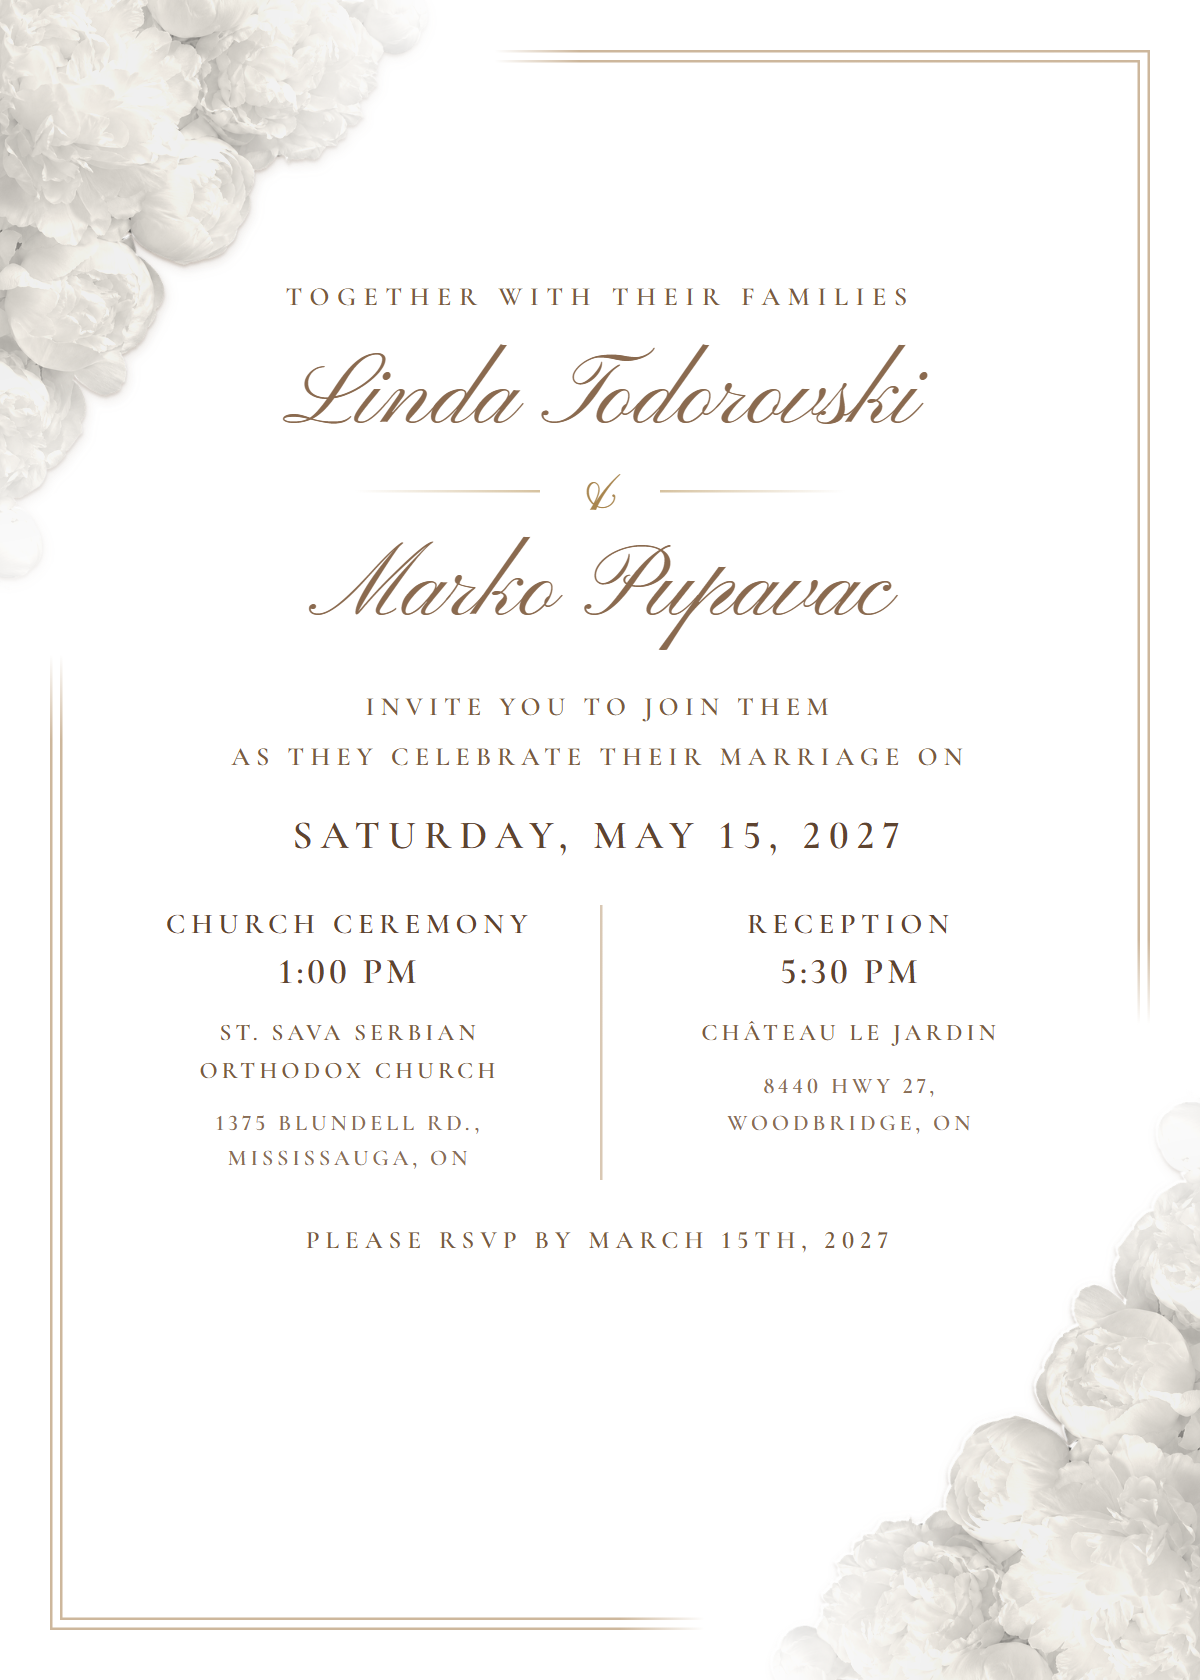 TOGETHER WITH THEIR FAMILIES
Linda Todorovski
&
Marko Pupavac
INVITE YOU TO JOIN THEM
AS THEY CELEBRATE THEIR MARRIAGE ON
SATURDAY, MAY 15, 2027
CHURCH CEREMONY
1:00 PM
ST. SAVA SERBIAN
ORTHODOX CHURCH
1375 BLUNDELL RD.,
MISSISSAUGA, ON
RECEPTION
5:30 PM
CHÂTEAU LE JARDIN
8440 HWY 27,
WOODBRIDGE, ON
PLEASE RSVP BY MARCH 15TH, 2027